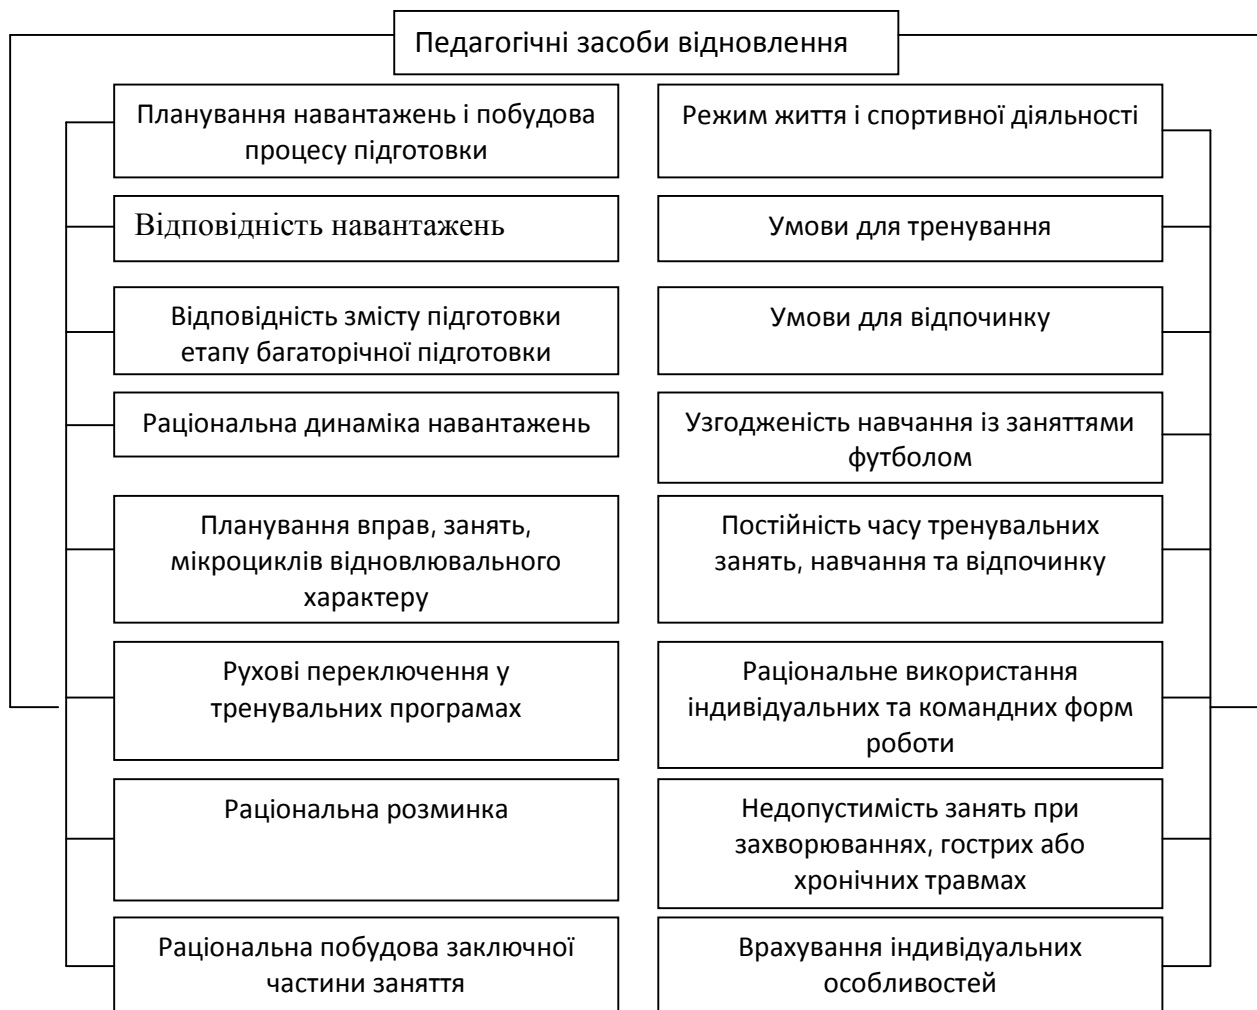 Педагогічні засоби відновлення
Планування навантажень і побудова
процесу підготовки
Відповідність навантажень
Відповідність змісту підготовки
етапу багаторічної підготовки
Раціональна динаміка навантажень
Планування вправ, занять,
мікроциклів відновлювального
характеру
Рухові переключення у
тренувальних програмах
Раціональна розминка
Раціональна побудова заключної
частини заняття
Режим життя і спортивної діяльності
Умови для тренування
Умови для відпочинку
Узгодженість навчання із заняттями
футболом
Постійність часу тренувальних
занять, навчання та відпочинку
Раціональне використання
індивідуальних та командних форм
роботи
Недопустимість занять при
захворюваннях, гострих або
хронічних травмах
Врахування індивідуальних
особливостей